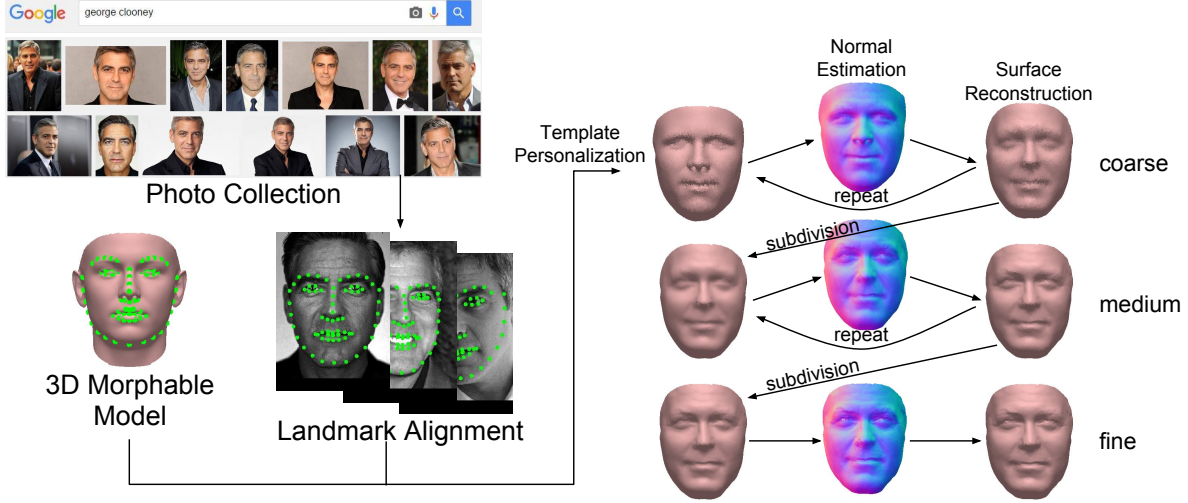 Google george clooney
Photo Collection
3D Morphable
Model
Landmark Alignment
Template
Personalization
Normal
Estimation
Surface
Reconstruction
coarse
repeat
subdivision
medium
repeat
subdivision
fine